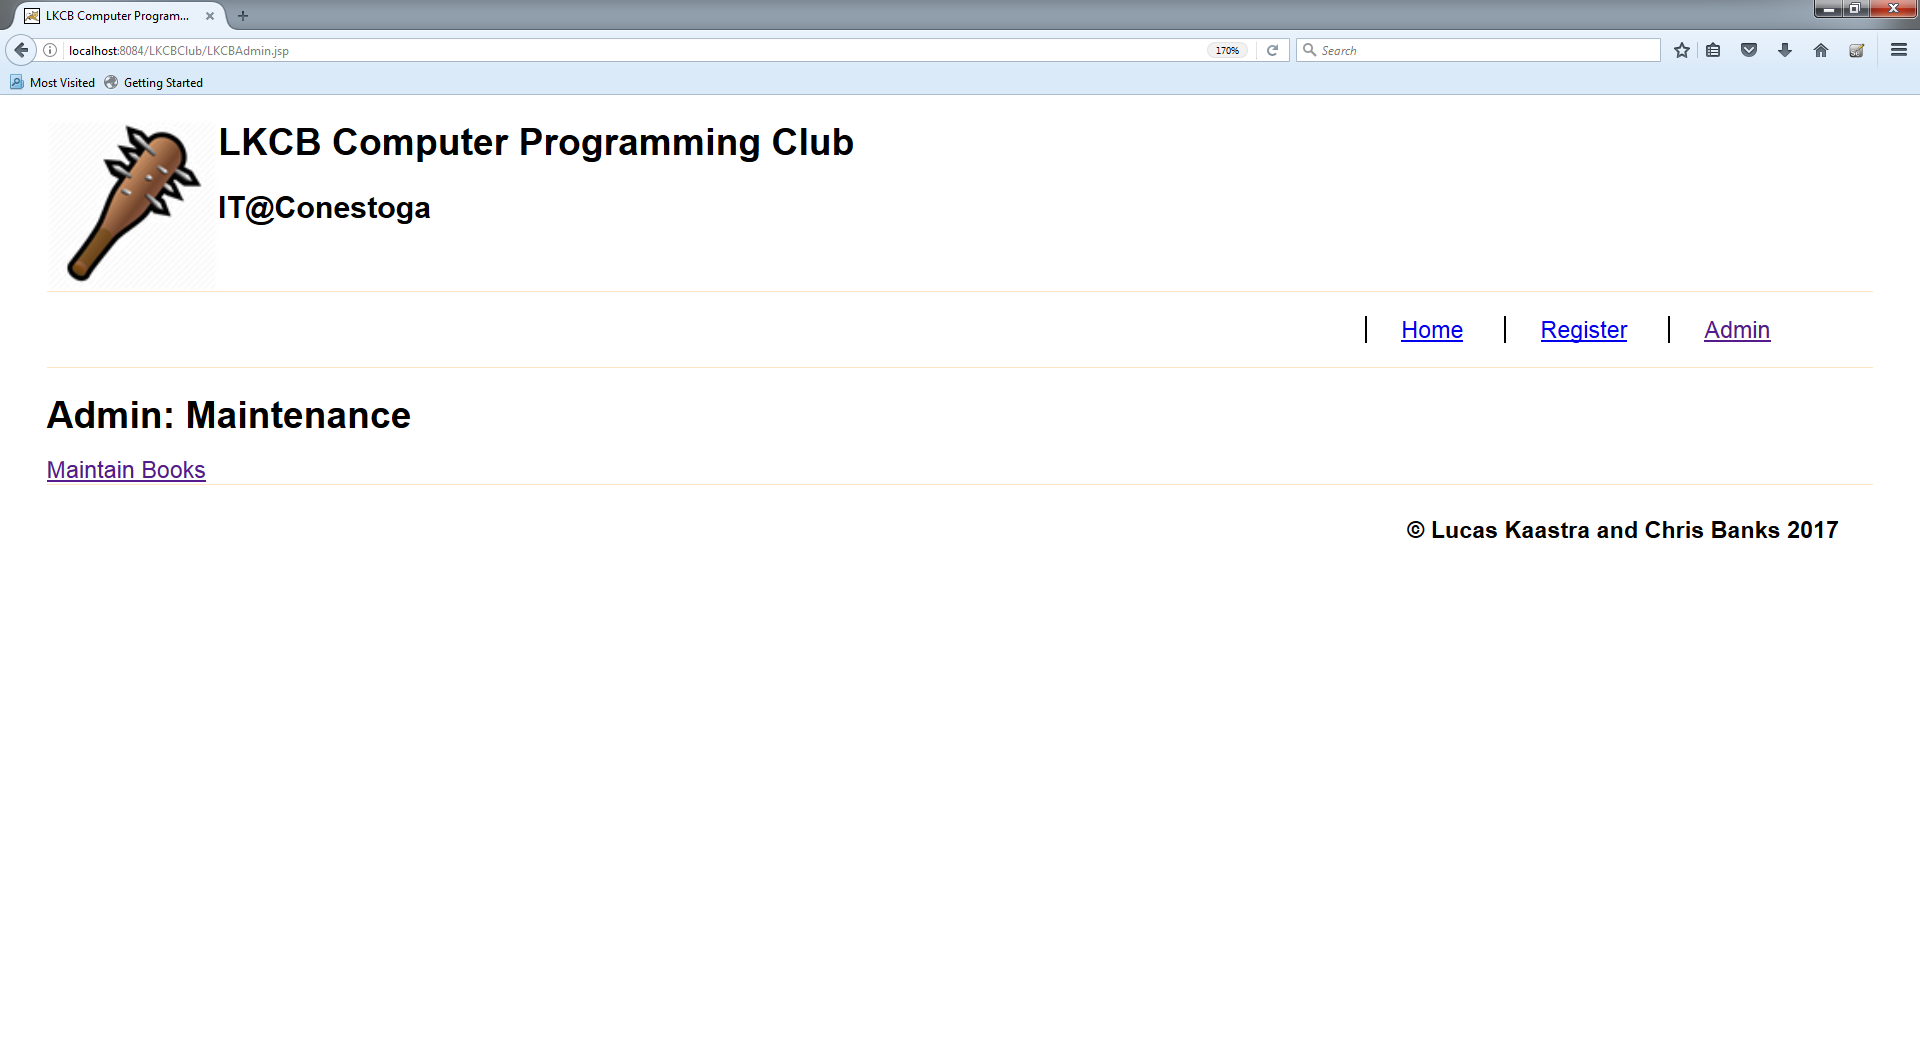 LKCB Computer Program...
localhost:8084/LKCBClub/LKCBAdmin.jsp 170% Search
Most Visited Getting Started
LKCB Computer Programming Club
IT@Conestoga
Home Register Admin
Admin: Maintenance
Maintain Books
© Lucas Kaastra and Chris Banks 2017